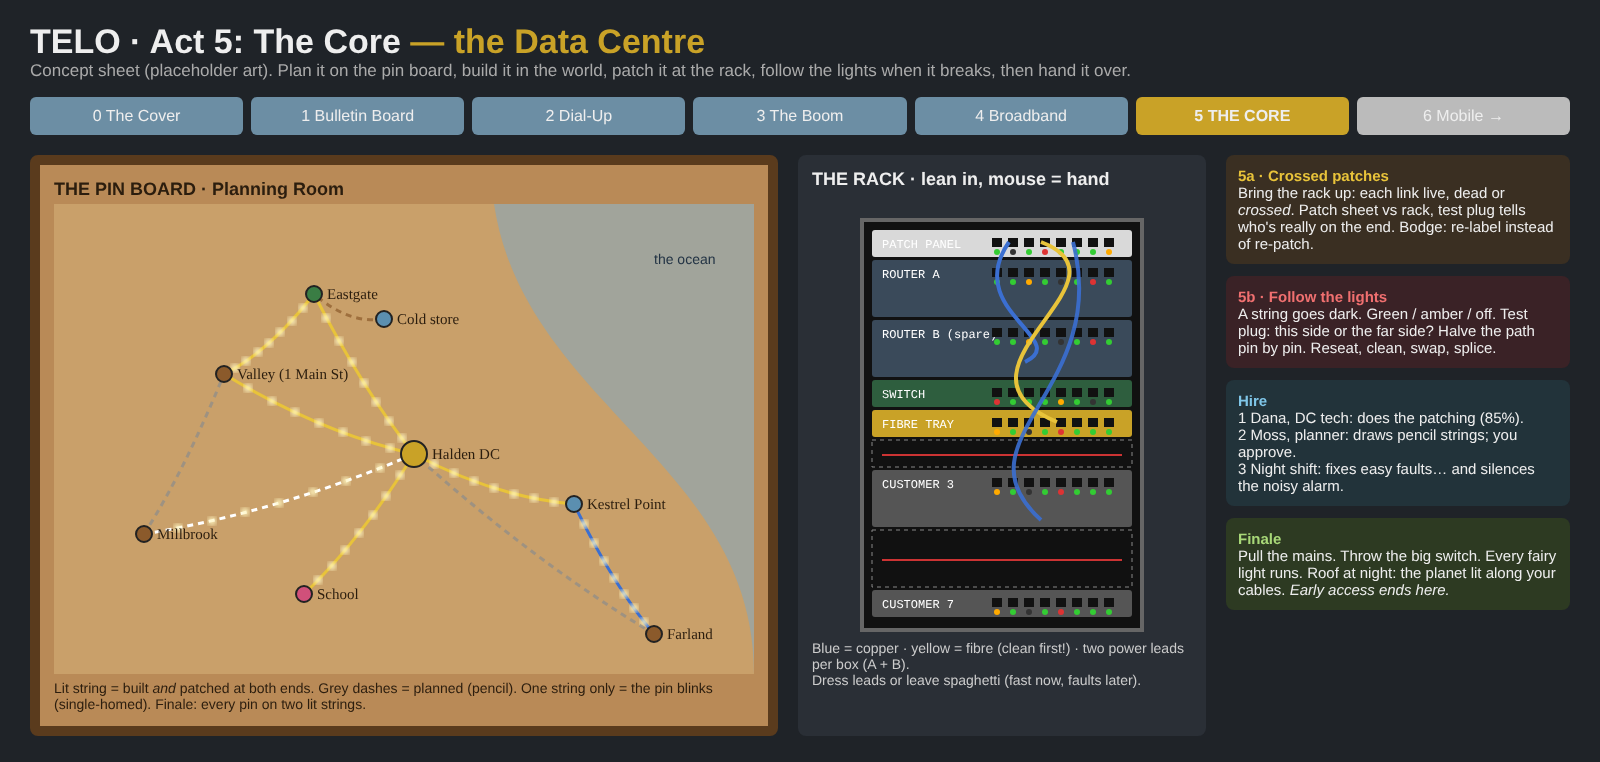 TELO · Act 5: The Core — the Data Centre
Concept sheet (placeholder art). Plan it on the pin board, build it in the world, patch it at the rack, follow the lights when it breaks, then hand it over.
0 The Cover
1 Bulletin Board
2 Dial-Up
3 The Boom
4 Broadband
5 THE CORE
6 Mobile →
THE PIN BOARD · Planning Room
the ocean
Eastgate
Cold store
Valley (1 Main St)
Halden DC
Kestrel Point
Millbrook
School
Farland
Lit string = built and patched at both ends. Grey dashes = planned (pencil). One string only = the pin blinks
(single-homed). Finale: every pin on two lit strings.
THE RACK · lean in, mouse = hand
PATCH PANEL
ROUTER A
ROUTER B (spare)
SWITCH
FIBRE TRAY
CUSTOMER 3
CUSTOMER 7
Blue = copper · yellow = fibre (clean first!) · two power leads
per box (A + B).
Dress leads or leave spaghetti (fast now, faults later).
5a · Crossed patches
Bring the rack up: each link live, dead or
crossed. Patch sheet vs rack, test plug tells
who's really on the end. Bodge: re-label instead
of re-patch.
5b · Follow the lights
A string goes dark. Green / amber / off. Test
plug: this side or the far side? Halve the path
pin by pin. Reseat, clean, swap, splice.
Hire
1 Dana, DC tech: does the patching (85%).
2 Moss, planner: draws pencil strings; you
approve.
3 Night shift: fixes easy faults… and silences
the noisy alarm.
Finale
Pull the mains. Throw the big switch. Every fairy
light runs. Roof at night: the planet lit along your
cables. Early access ends here.